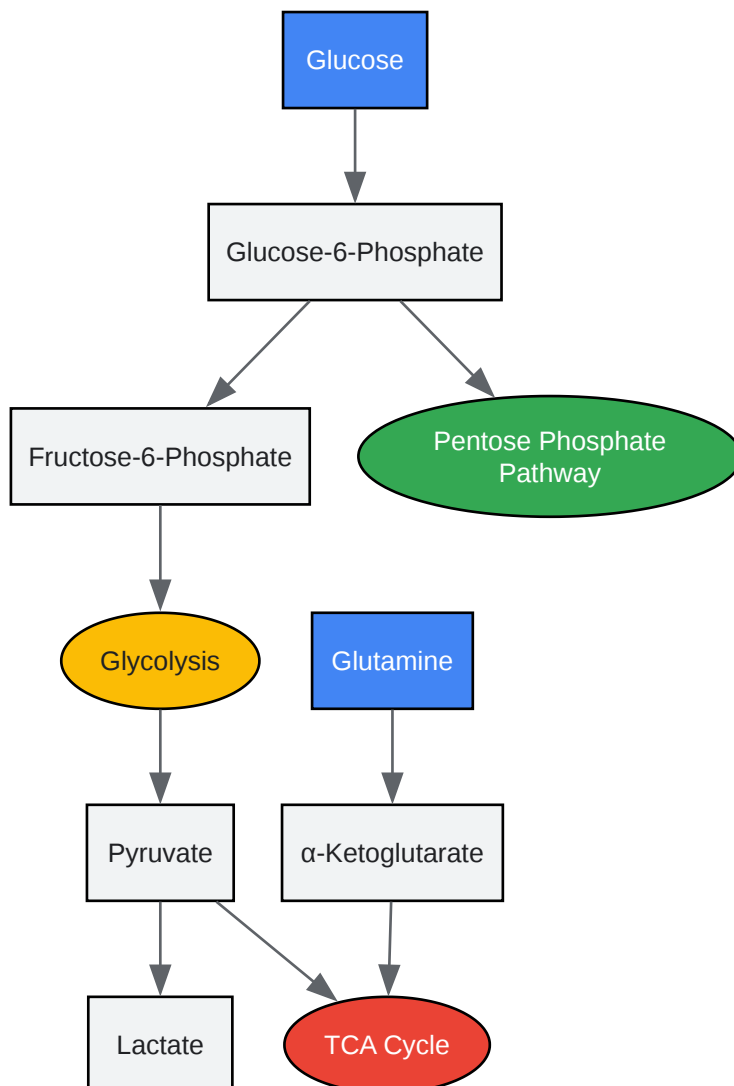 Glucose
Glucose-6-Phosphate
Fructose-6-Phosphate
Pentose Phosphate
Pathway
Glycolysis
Glutamine
Pyruvate
α-Ketoglutarate
Lactate
TCA Cycle